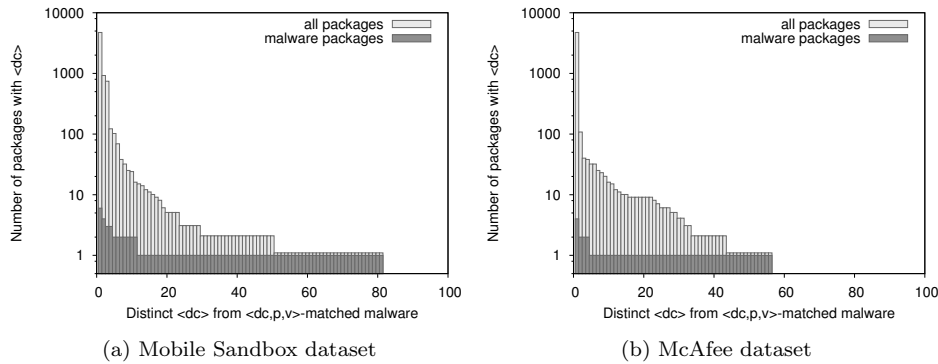 Number of packages with <dc>
10000
1000
100
10
1
all packages
malware packages
0 20 40 60 80 100
Distinct <dc> from <dc,p,v>-matched malware
(a) Mobile Sandbox dataset
Number of packages with <dc>
10000
1000
100
10
1
all packages
malware packages
0 20 40 60 80 100
Distinct <dc> from <dc,p,v>-matched malware
(b) McAfee dataset